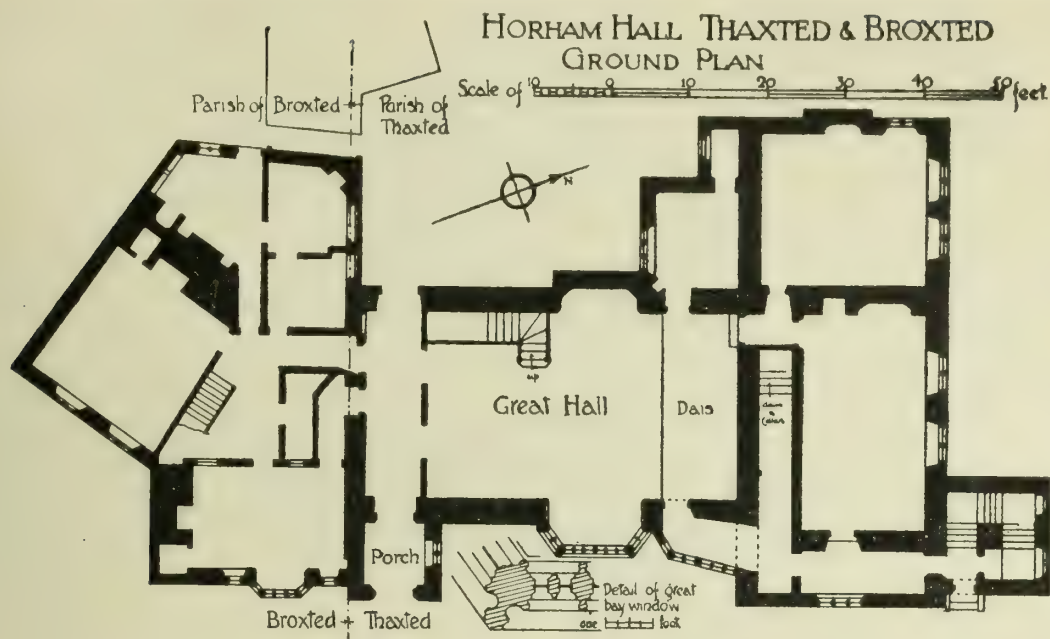 HORHAM HALL THAXTED & BROXTED
GROUND PLAN
Scale of 10 0 10 20 30 40 50 feet
Parish of Broxted + Parish of
Thaxted
N
up
Great Hall
Dais
down
to
Cellars
Porch
Detail of great
bay window
one foot
Broxted + Thaxted